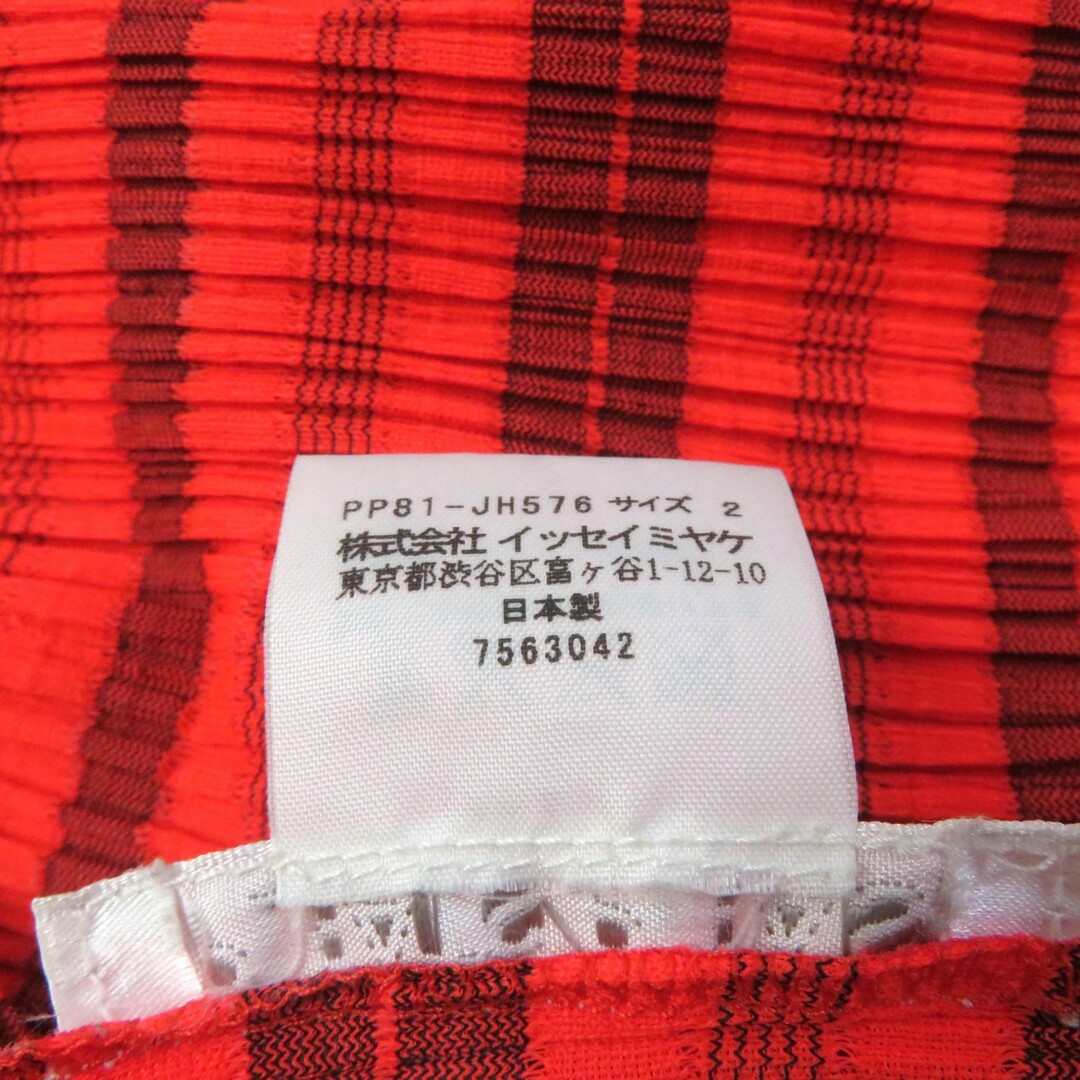 PP81-JH576 サイズ 2
株式会社 イッセイミヤケ
東京都渋谷区富ヶ谷1-12-10
日本製
7563042